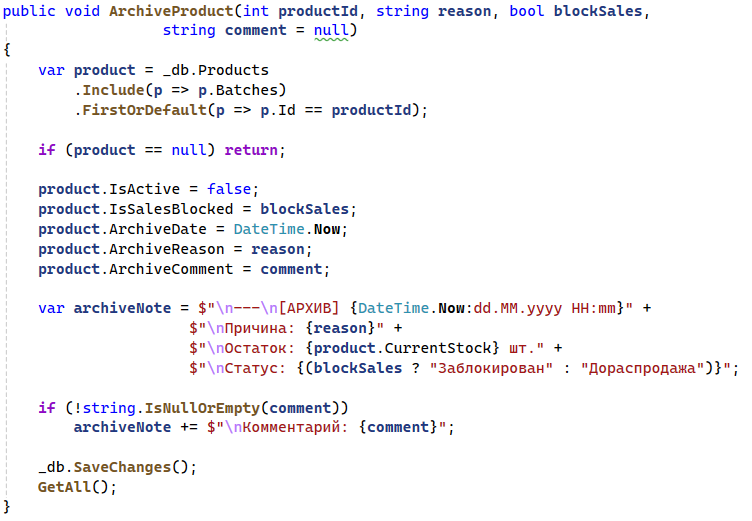 public void ArchiveProduct(int productId, string reason, bool blockSales,
                  string comment = null)
{
    var product = _db.Products
        .Include(p => p.Batches)
        .FirstOrDefault(p => p.Id == productId);

    if (product == null) return;

    product.IsActive = false;
    product.IsSalesBlocked = blockSales;
    product.ArchiveDate = DateTime.Now;
    product.ArchiveReason = reason;
    product.ArchiveComment = comment;

    var archiveNote = $"\n---\n[АРХИВ] {DateTime.Now:dd.MM.yyyy HH:mm}" +
                     $"\nПричина: {reason}" +
                     $"\nОстаток: {product.CurrentStock} шт." +
                     $"\nСтатус: {(blockSales ? "Заблокирован" : "Дораспродажа")}";

    if (!string.IsNullOrEmpty(comment))
        archiveNote += $"\nКомментарий: {comment}";

    _db.SaveChanges();
    GetAll();
}